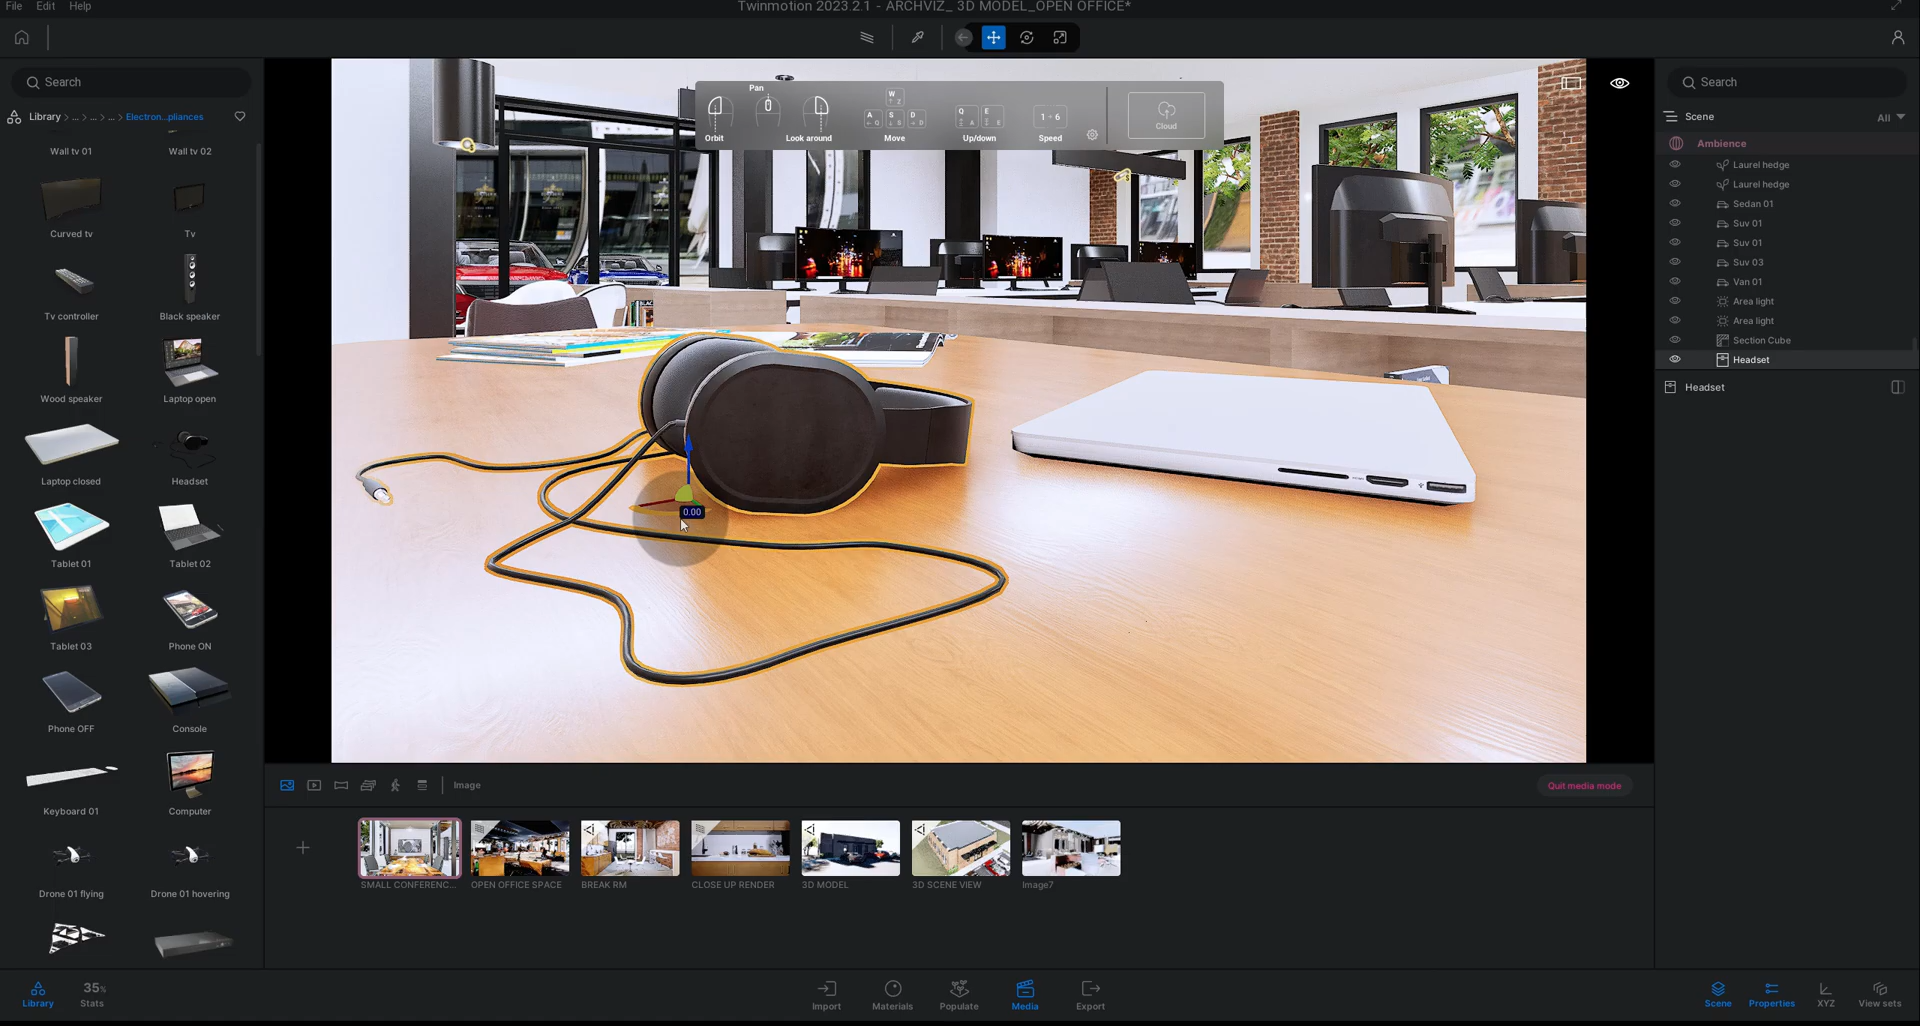 File Edit Help
Twinmotion 2023.2.1 - ARCHVIZ_ 3D MODEL_OPEN OFFICE*
Search
Library > ... > ... > ... > Electron...pliances
Wall tv 01
Wall tv 02
Curved tv
Tv
Tv controller
Black speaker
Wood speaker
Laptop open
Laptop closed
Headset
Tablet 01
Tablet 02
Tablet 03
Phone ON
Phone OFF
Console
Keyboard 01
Computer
Drone 01 flying
Drone 01 hovering
Pan
Orbit
Look around
W
Z
A
S
D
Q
S
D
Move
Q
E
A
E
Up/down
1 - 6
Speed
Cloud
0.00
Image
Quit media mode
SMALL CONFERENC...
OPEN OFFICE SPACE
BREAK RM
CLOSE UP RENDER
3D MODEL
3D SCENE VIEW
Image7
Search
Scene
All
Ambience
Laurel hedge
Laurel hedge
Sedan 01
Suv 01
Suv 01
Suv 03
Van 01
Area light
Area light
Section Cube
Headset
Headset
Library
35%
Stats
Import
Materials
Populate
Media
Export
Scene
Properties
XYZ
View sets